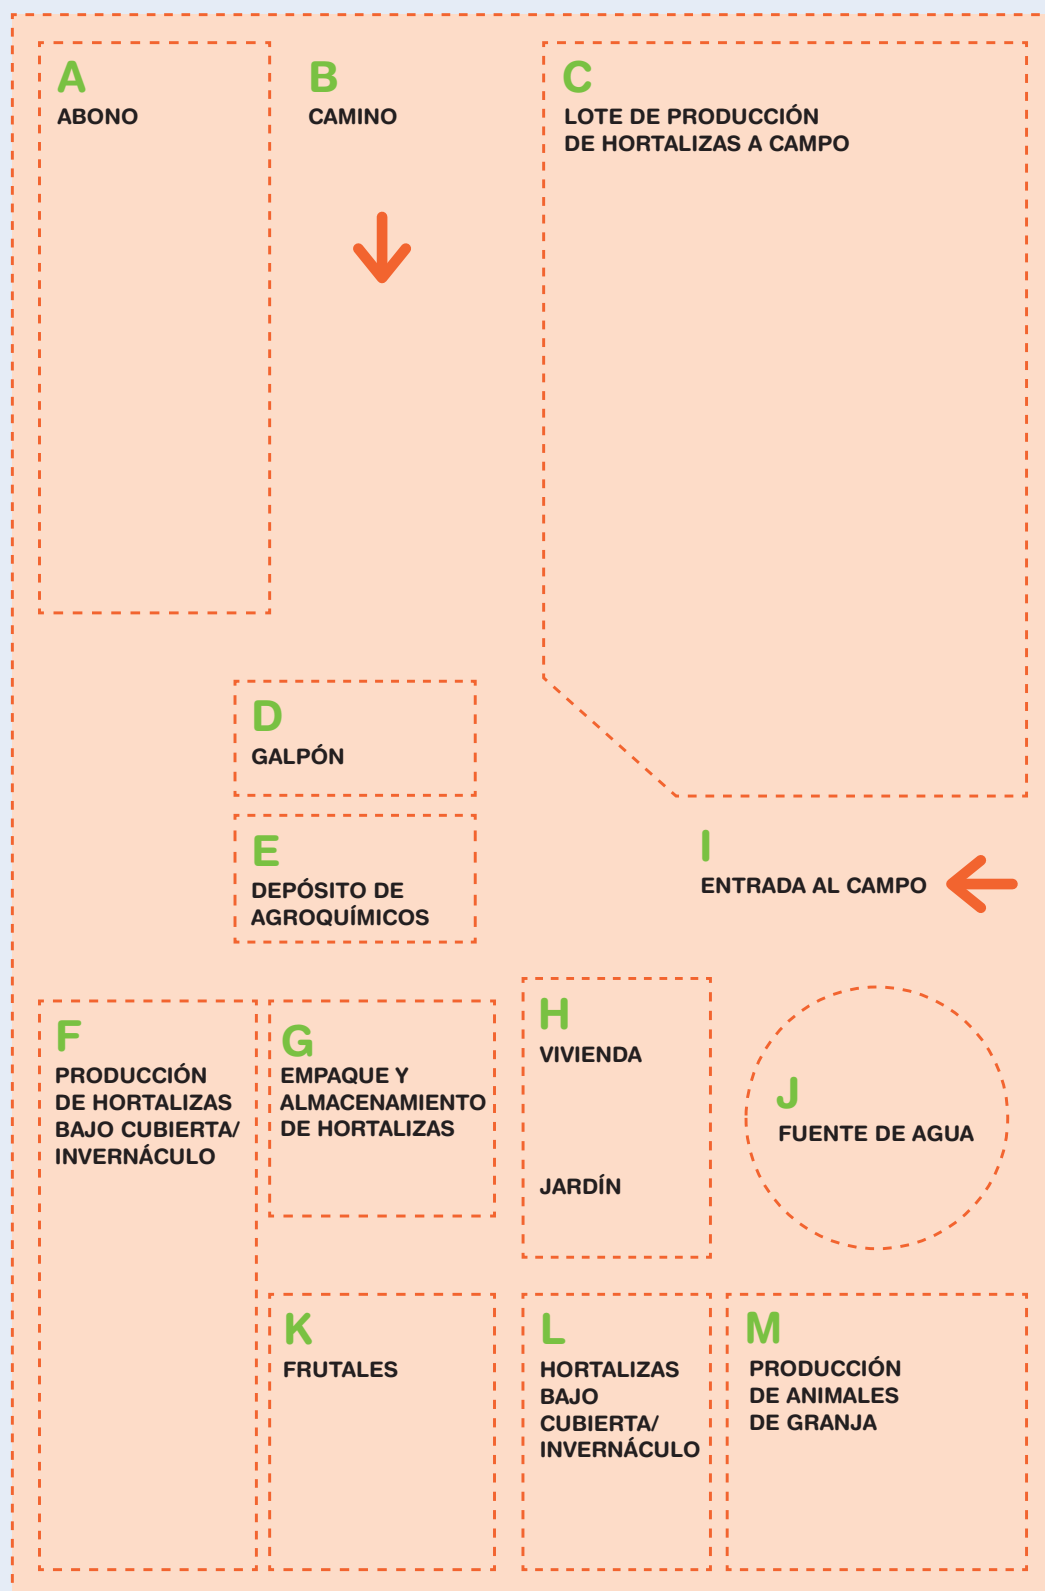 A
ABONO
B
CAMINO
C
LOTE DE PRODUCCIÓN
DE HORTALIZAS A CAMPO
D
GALPÓN
E
DEPÓSITO DE
AGROQUÍMICOS
I
ENTRADA AL CAMPO
F
PRODUCCIÓN
DE HORTALIZAS
BAJO CUBIERTA/
INVERNÁCULO
G
EMPAQUE Y
ALMACENAMIENTO
DE HORTALIZAS
H
VIVIENDA
JARDÍN
J
FUENTE DE AGUA
K
FRUTALES
L
HORTALIZAS
BAJO
CUBIERTA/
INVERNÁCULO
M
PRODUCCIÓN
DE ANIMALES
DE GRANJA